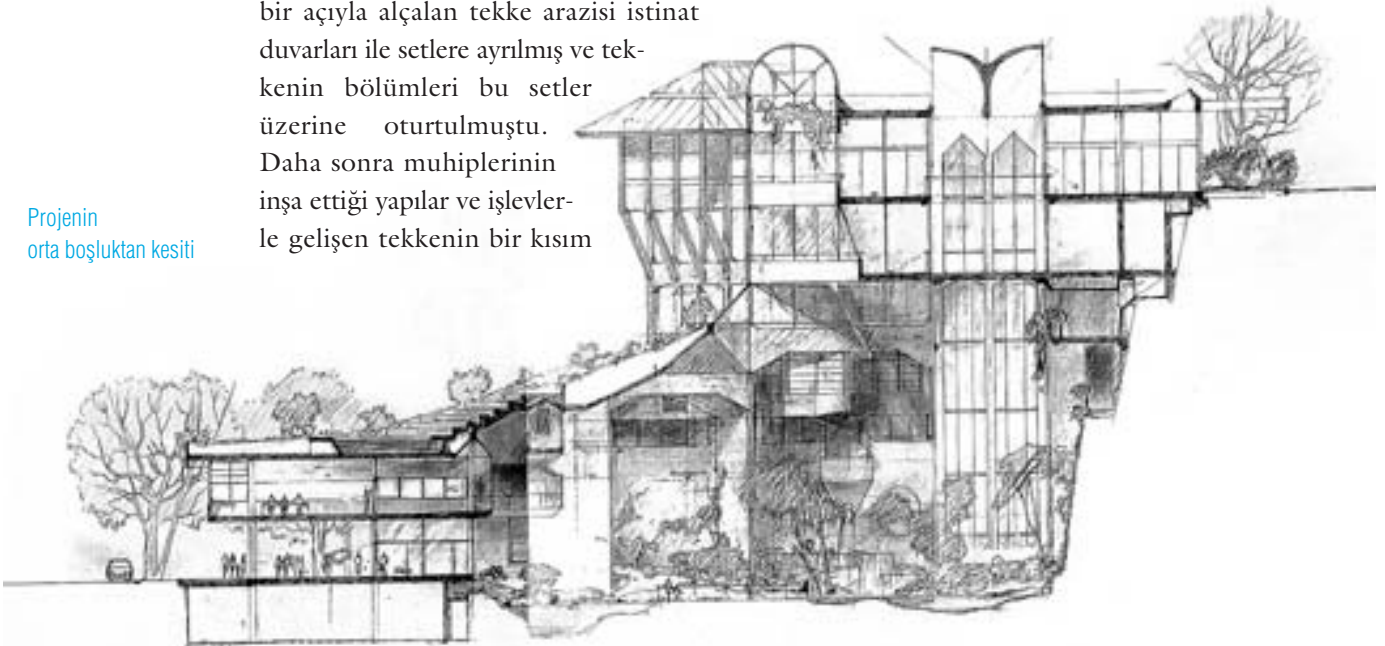 bir açıyla alçalan tekke arazisi istinat
duvarları ile setlere ayrılmış ve tek-
kenin bölümleri bu setler
üzerine oturtulmuştu.
Daha sonra muhiplerinin
inşa ettiği yapılar ve işlevler-
le gelişen tekkenin bir kısım
Projenin
orta boşluktan kesiti